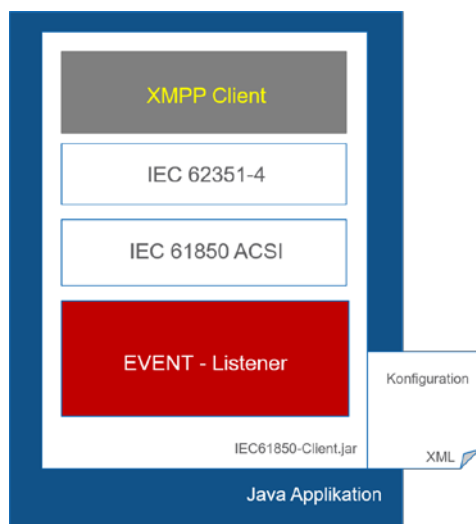 XMPP Client
IEC 62351-4
IEC 61850 ACSI
EVENT - Listener
Konfiguration
IEC61850-Client.jar
XML
Java Applikation